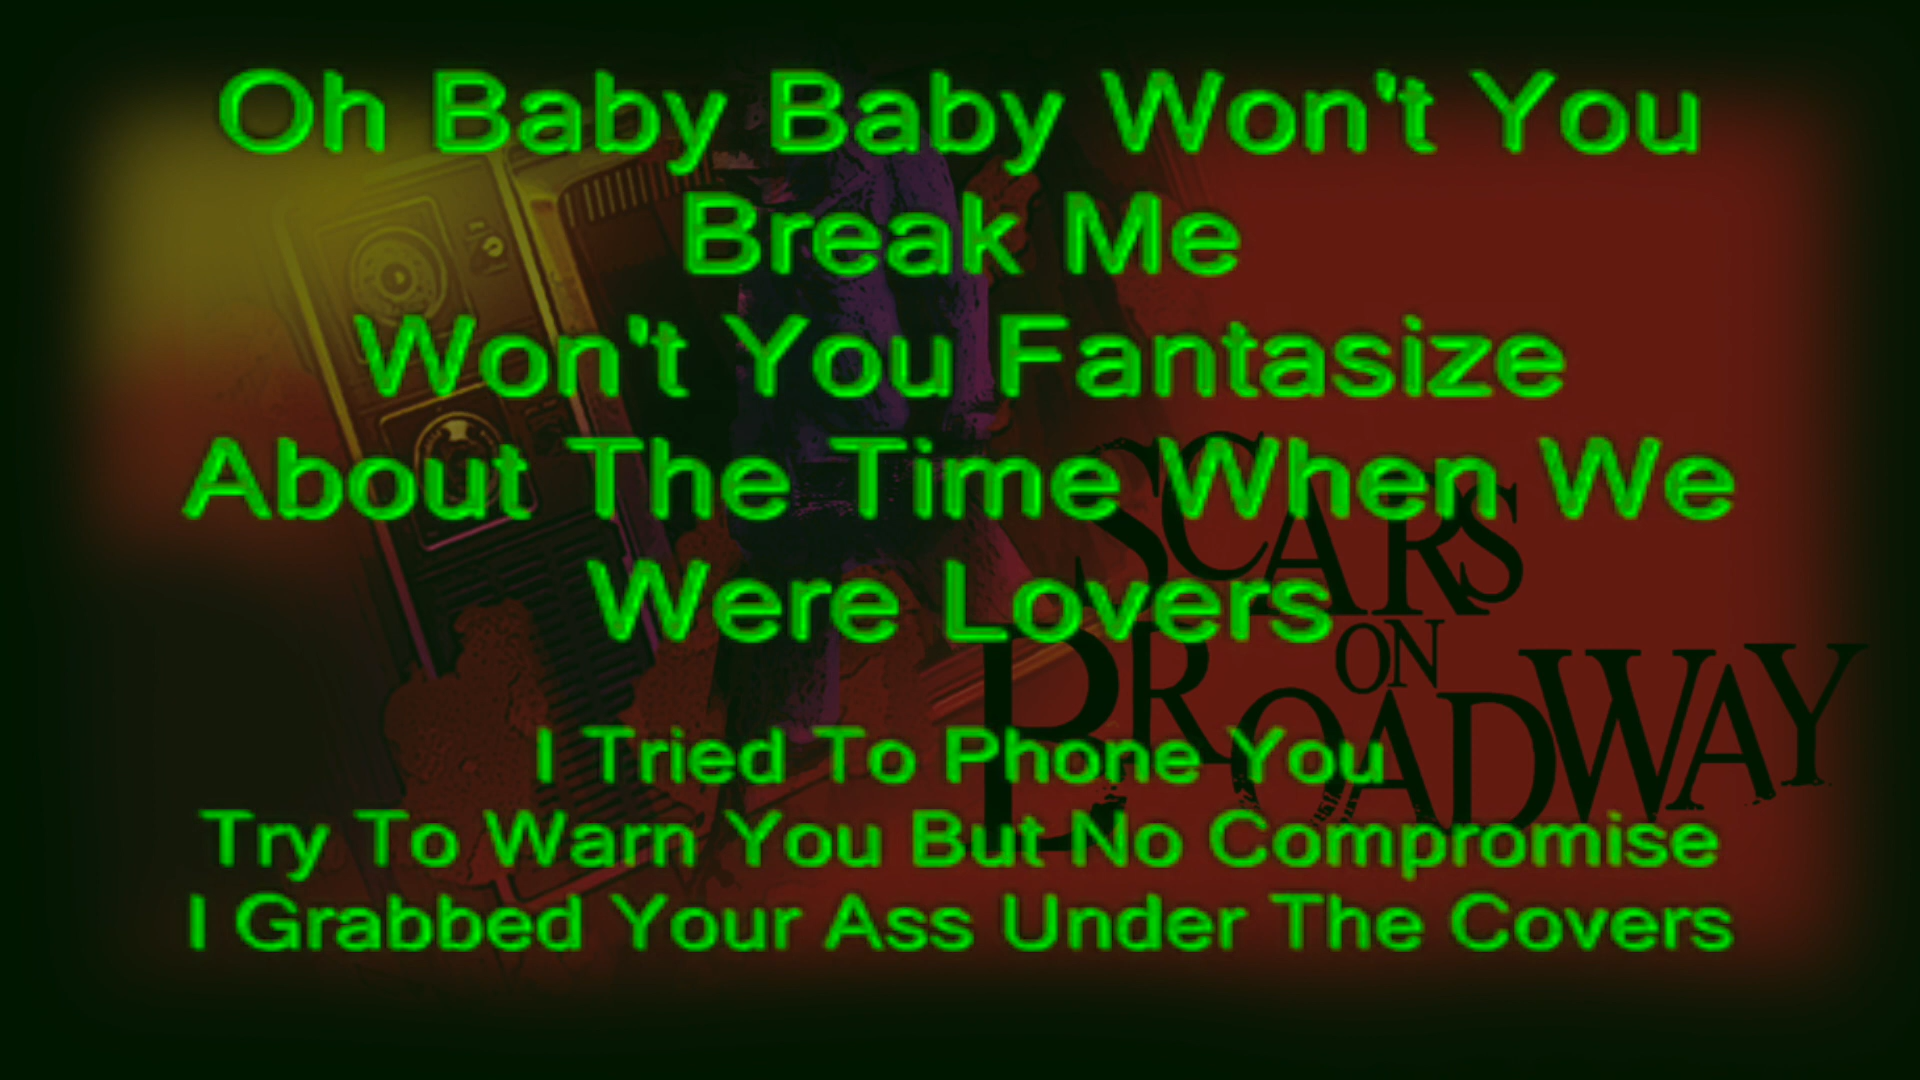 Oh Baby Baby Won't You
Break Me
Won't You Fantasize
About The Time When We
Were Lovers
I Tried To Phone You
Try To Warn You But No Compromise
I Grabbed Your Ass Under The Covers
SCARS
ON
BROADWAY